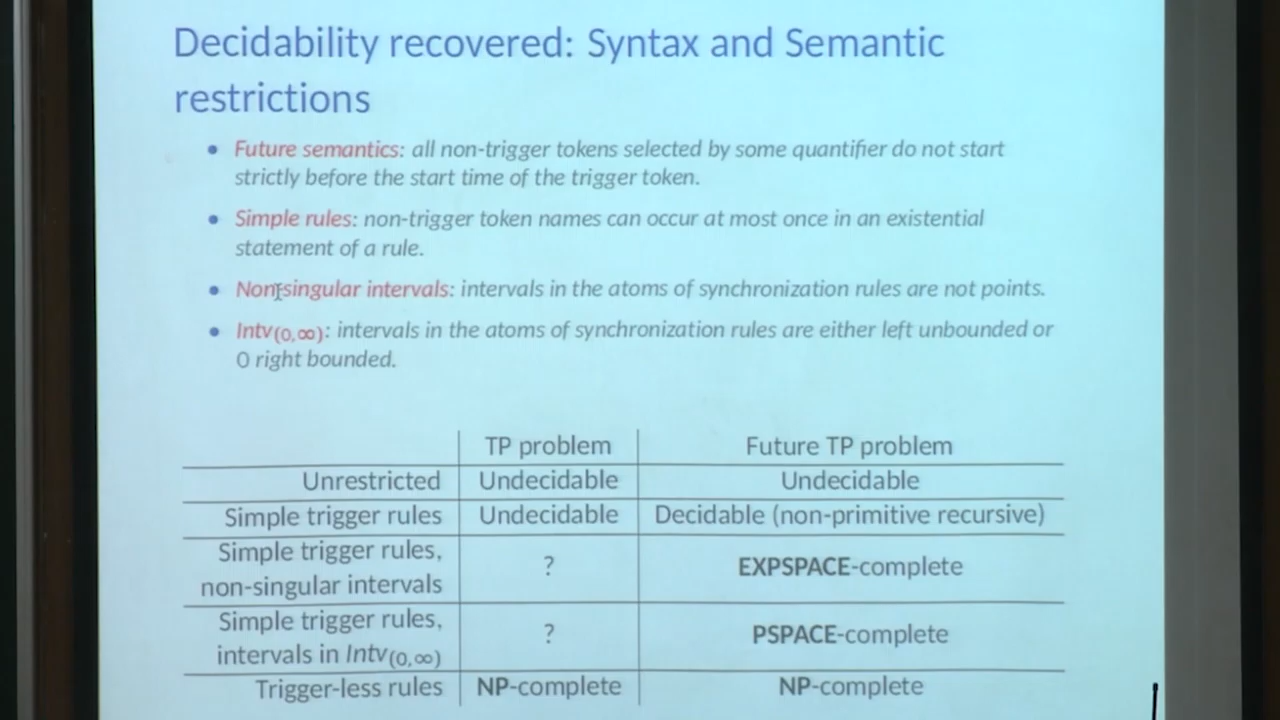 Decidability recovered: Syntax and Semantic
restrictions
Future semantics: all non-trigger tokens selected by some quantifier do not start
strictly before the start time of the trigger token.
Simple rules: non-trigger token names can occur at most once in an existential
statement of a rule.
Non-singular intervals: intervals in the atoms of synchronization rules are not points.
Intv(0,∞): intervals in the atoms of synchronization rules are either left unbounded or
0 right bounded.
TP problem Future TP problem
Unrestricted Undecidable Undecidable
Simple trigger rules Undecidable Decidable (non-primitive recursive)
Simple trigger rules,
non-singular intervals ? EXPSPACE-complete
Simple trigger rules,
intervals in Intv(0,∞) ? PSPACE-complete
Trigger-less rules NP-complete NP-complete